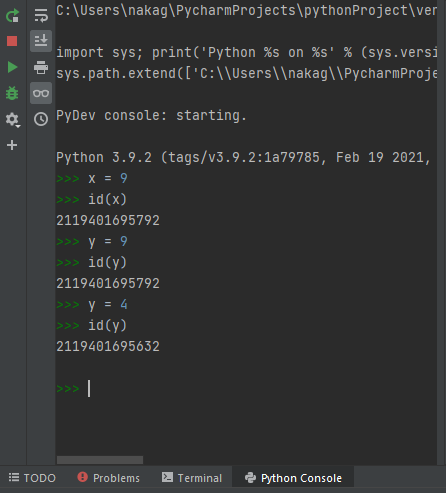 C:\Users\nakag\PycharmProjects\pythonProject\ver
import sys; print('Python %s on %s' % (sys.versi
sys.path.extend(['C:\\Users\\nakag\\PycharmProje
PyDev console: starting.
Python 3.9.2 (tags/v3.9.2:1a79785, Feb 19 2021,
>>> x = 9
>>> id(x)
2119401695792
>>> y = 9
>>> id(y)
2119401695792
>>> y = 4
>>> id(y)
2119401695632
>>>
TODO Problems Terminal Python Console